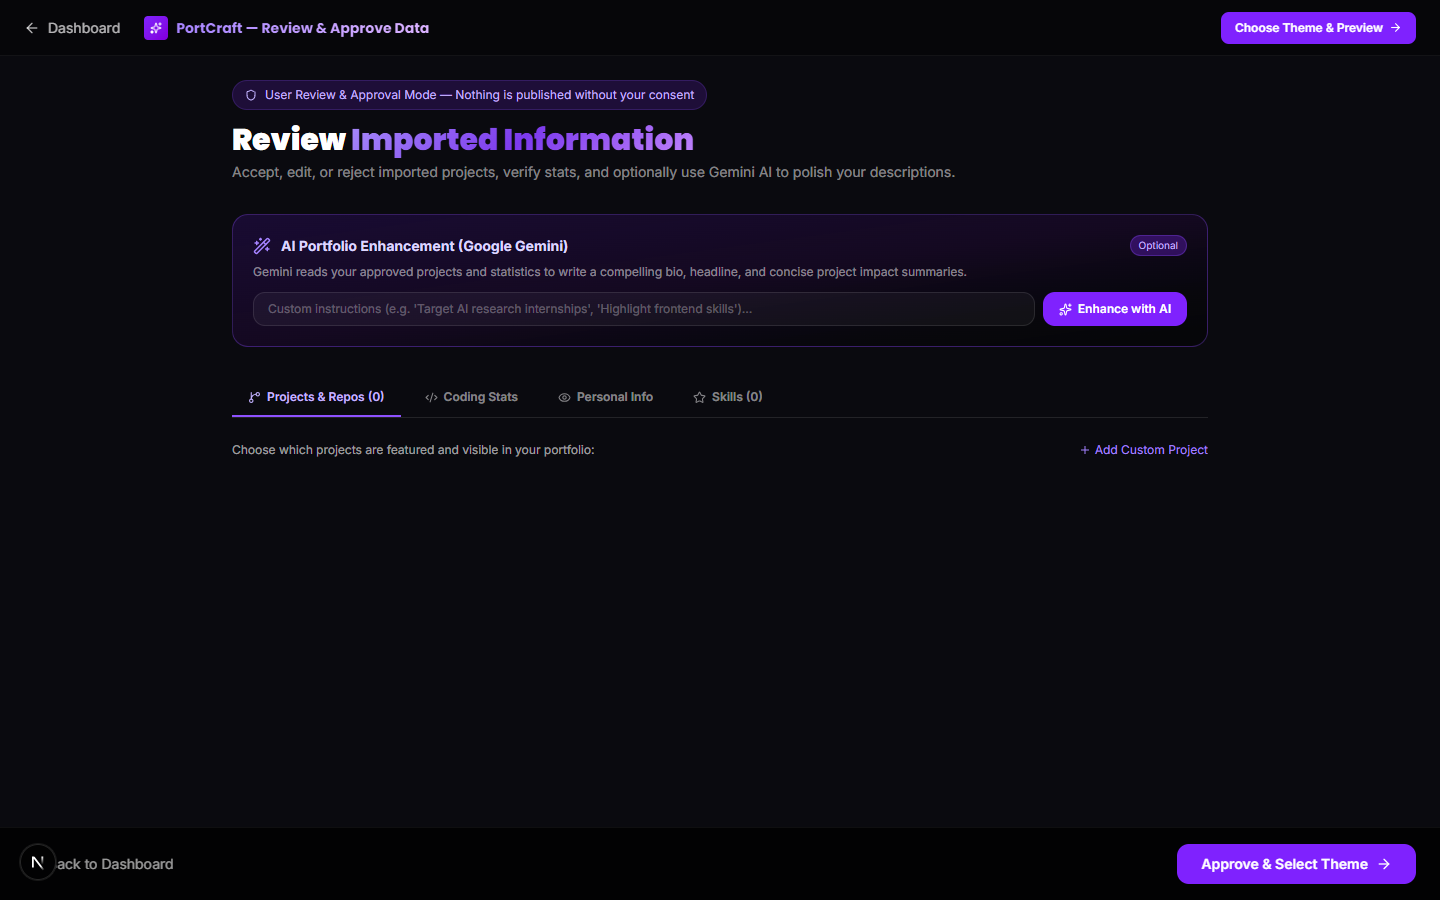 Dashboard
PortCraft — Review & Approve Data
Choose Theme & Preview
User Review & Approval Mode — Nothing is published without your consent
Review Imported Information
Accept, edit, or reject imported projects, verify stats, and optionally use Gemini AI to polish your descriptions.
AI Portfolio Enhancement (Google Gemini)
Optional
Gemini reads your approved projects and statistics to write a compelling bio, headline, and concise project impact summaries.
Custom instructions (e.g. 'Target AI research internships', 'Highlight frontend skills')...
Enhance with AI
Projects & Repos (0)
Coding Stats
Personal Info
Skills (0)
Choose which projects are featured and visible in your portfolio:
+ Add Custom Project
N
ack to Dashboard
Approve & Select Theme